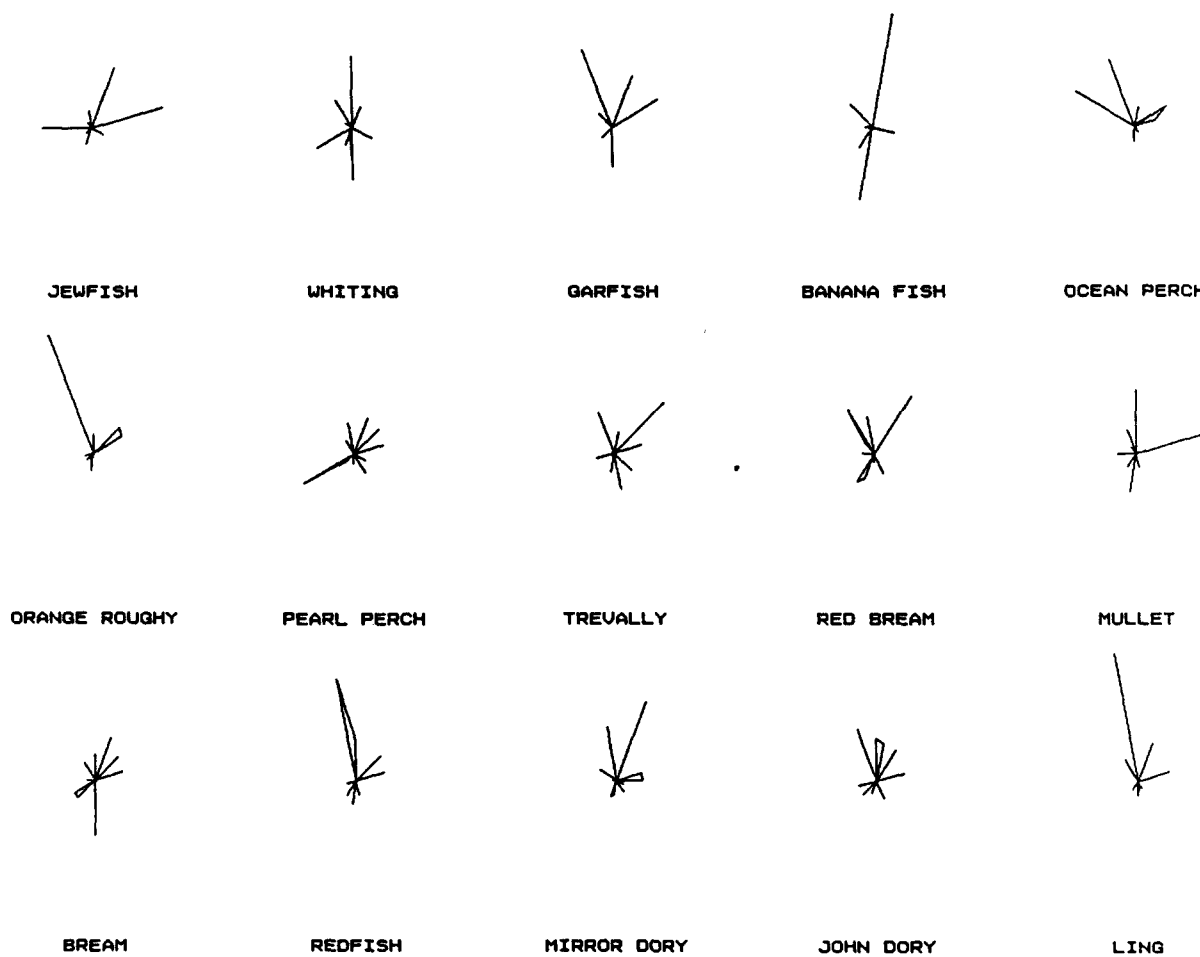 JEWFISH WHITING GARFISH BANANA FISH OCEAN PERCH
ORANGE ROUGHY PEARL PERCH TREVALLY RED BREAM MULLET
BREAM REDFISH MIRROR DORY JOHN DORY LING